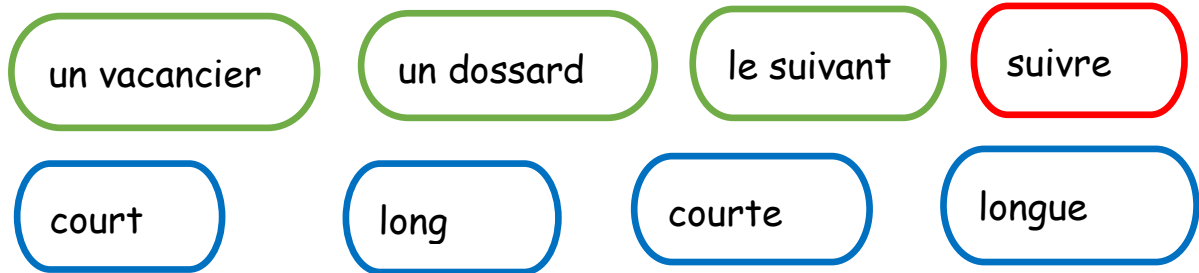 un vacancier un dossard le suivant suivre
court long courte longue